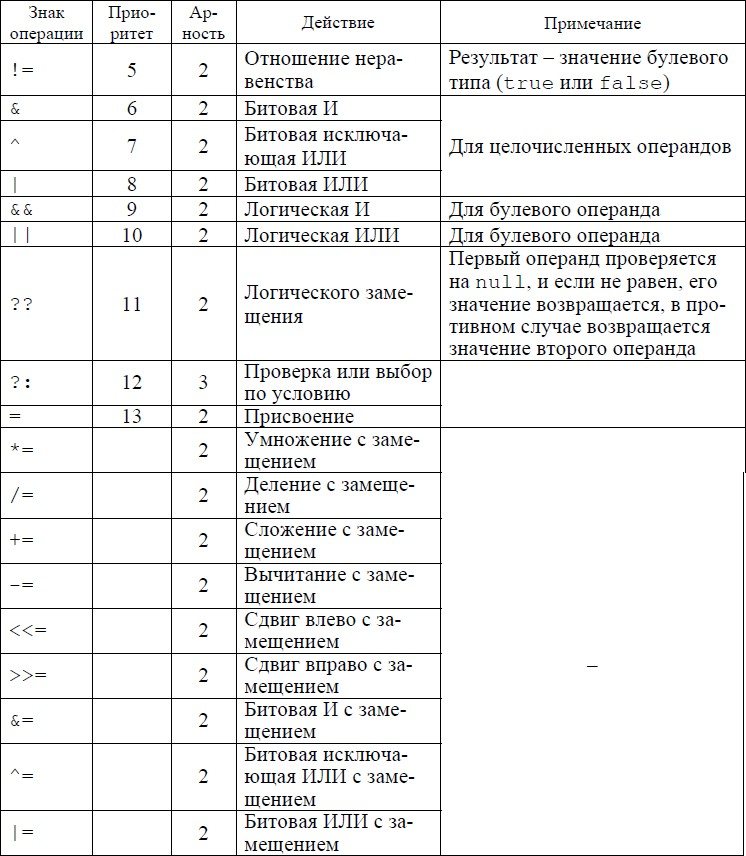 Знак операции | Прио-ритет | Ар-ность | Действие | Примечание
!= | 5 | 2 | Отношение нера-венства | Результат – значение булевого типа (true или false)
& | 6 | 2 | Битовая И | Для целочисленных операндов
^ | 7 | 2 | Битовая исключа-ющая ИЛИ
| | 8 | 2 | Битовая ИЛИ
&& | 9 | 2 | Логическая И | Для булевого операнда
|| | 10 | 2 | Логическая ИЛИ | Для булевого операнда
?? | 11 | 2 | Логического заме-щения | Первый операнд проверяется на null, и если не равен, его значение возвращается, в про-тивном случае возвращается значение второго операнда
?: | 12 | 3 | Проверка или выбор по условию
= | 13 | 2 | Присвоение
*= | 2 | Умножение с заме-щением | –
/= | 2 | Деление с замеще-нием
+= | 2 | Сложение с заме-щением
-= | 2 | Вычитание с заме-щением
<<= | 2 | Сдвиг влево с за-мещением
>>= | 2 | Сдвиг вправо с за-мещением
&= | 2 | Битовая И с заме-щением
^= | 2 | Битовая исключа-ющая ИЛИ с заме-щением
|= | 2 | Битовая ИЛИ с за-мещением